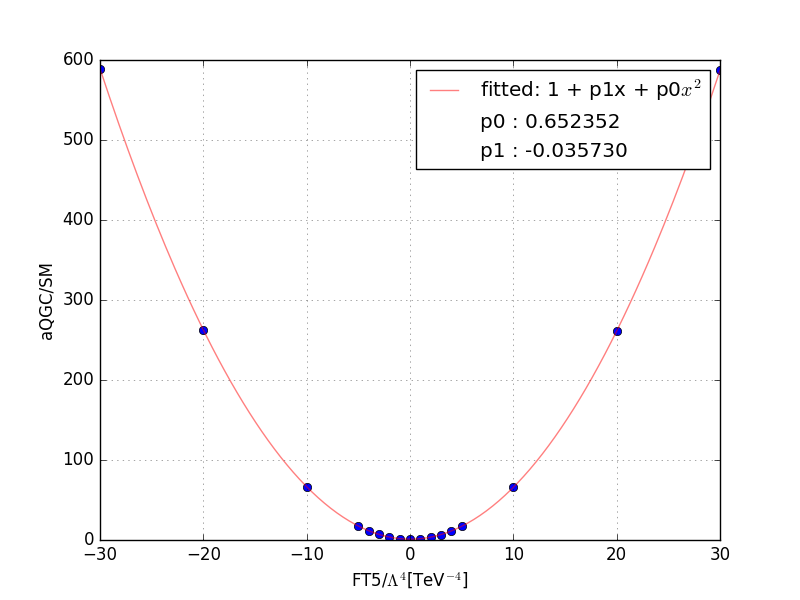 600
500
400
300
200
100
0
aQGC/SM
fitted: 1 + p1x + p0x²
p0 : 0.652352
p1 : -0.035730
−30 −20 −10 0 10 20 30
FT5/Λ⁴[TeV⁻⁴]